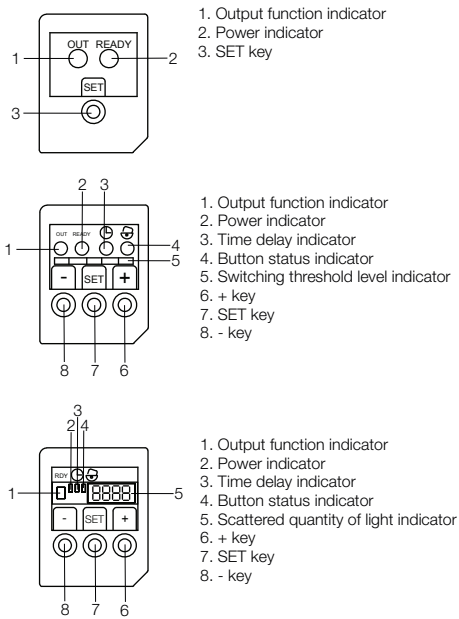 OUT READY
1
2
SET
3
1. Output function indicator
2. Power indicator
3. SET key
2 3
OUT READY
1
4
5
- SET +
8 7 6
1. Output function indicator
2. Power indicator
3. Time delay indicator
4. Button status indicator
5. Switching threshold level indicator
6. + key
7. SET key
8. - key
3
2 4
RDY
1
8888
5
- SET +
8 7 6
1. Output function indicator
2. Power indicator
3. Time delay indicator
4. Button status indicator
5. Scattered quantity of light indicator
6. + key
7. SET key
8. - key